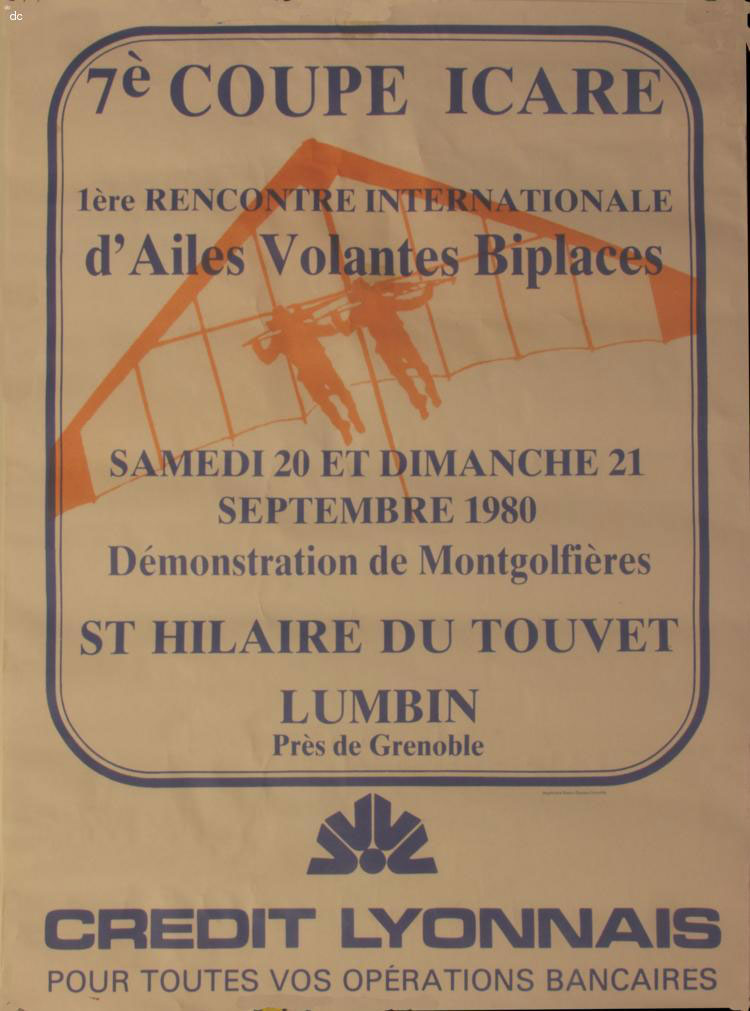 dc
7è COUPE ICARE
1ère RENCONTRE INTERNATIONALE
d'Ailes Volantes Biplaces
SAMEDI 20 ET DIMANCHE 21
SEPTEMBRE 1980
Démonstration de Montgolfières
ST HILAIRE DU TOUVET
LUMBIN
Près de Grenoble
CREDIT LYONNAIS
POUR TOUTES VOS OPÉRATIONS BANCAIRES